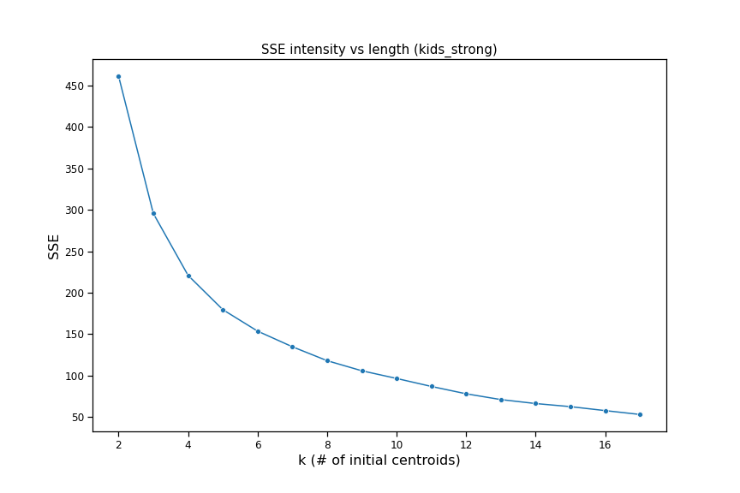 SSE intensity vs length (kids_strong)
450
400
350
300
250
200
150
100
50
SSE
2 4 6 8 10 12 14 16
k (# of initial centroids)